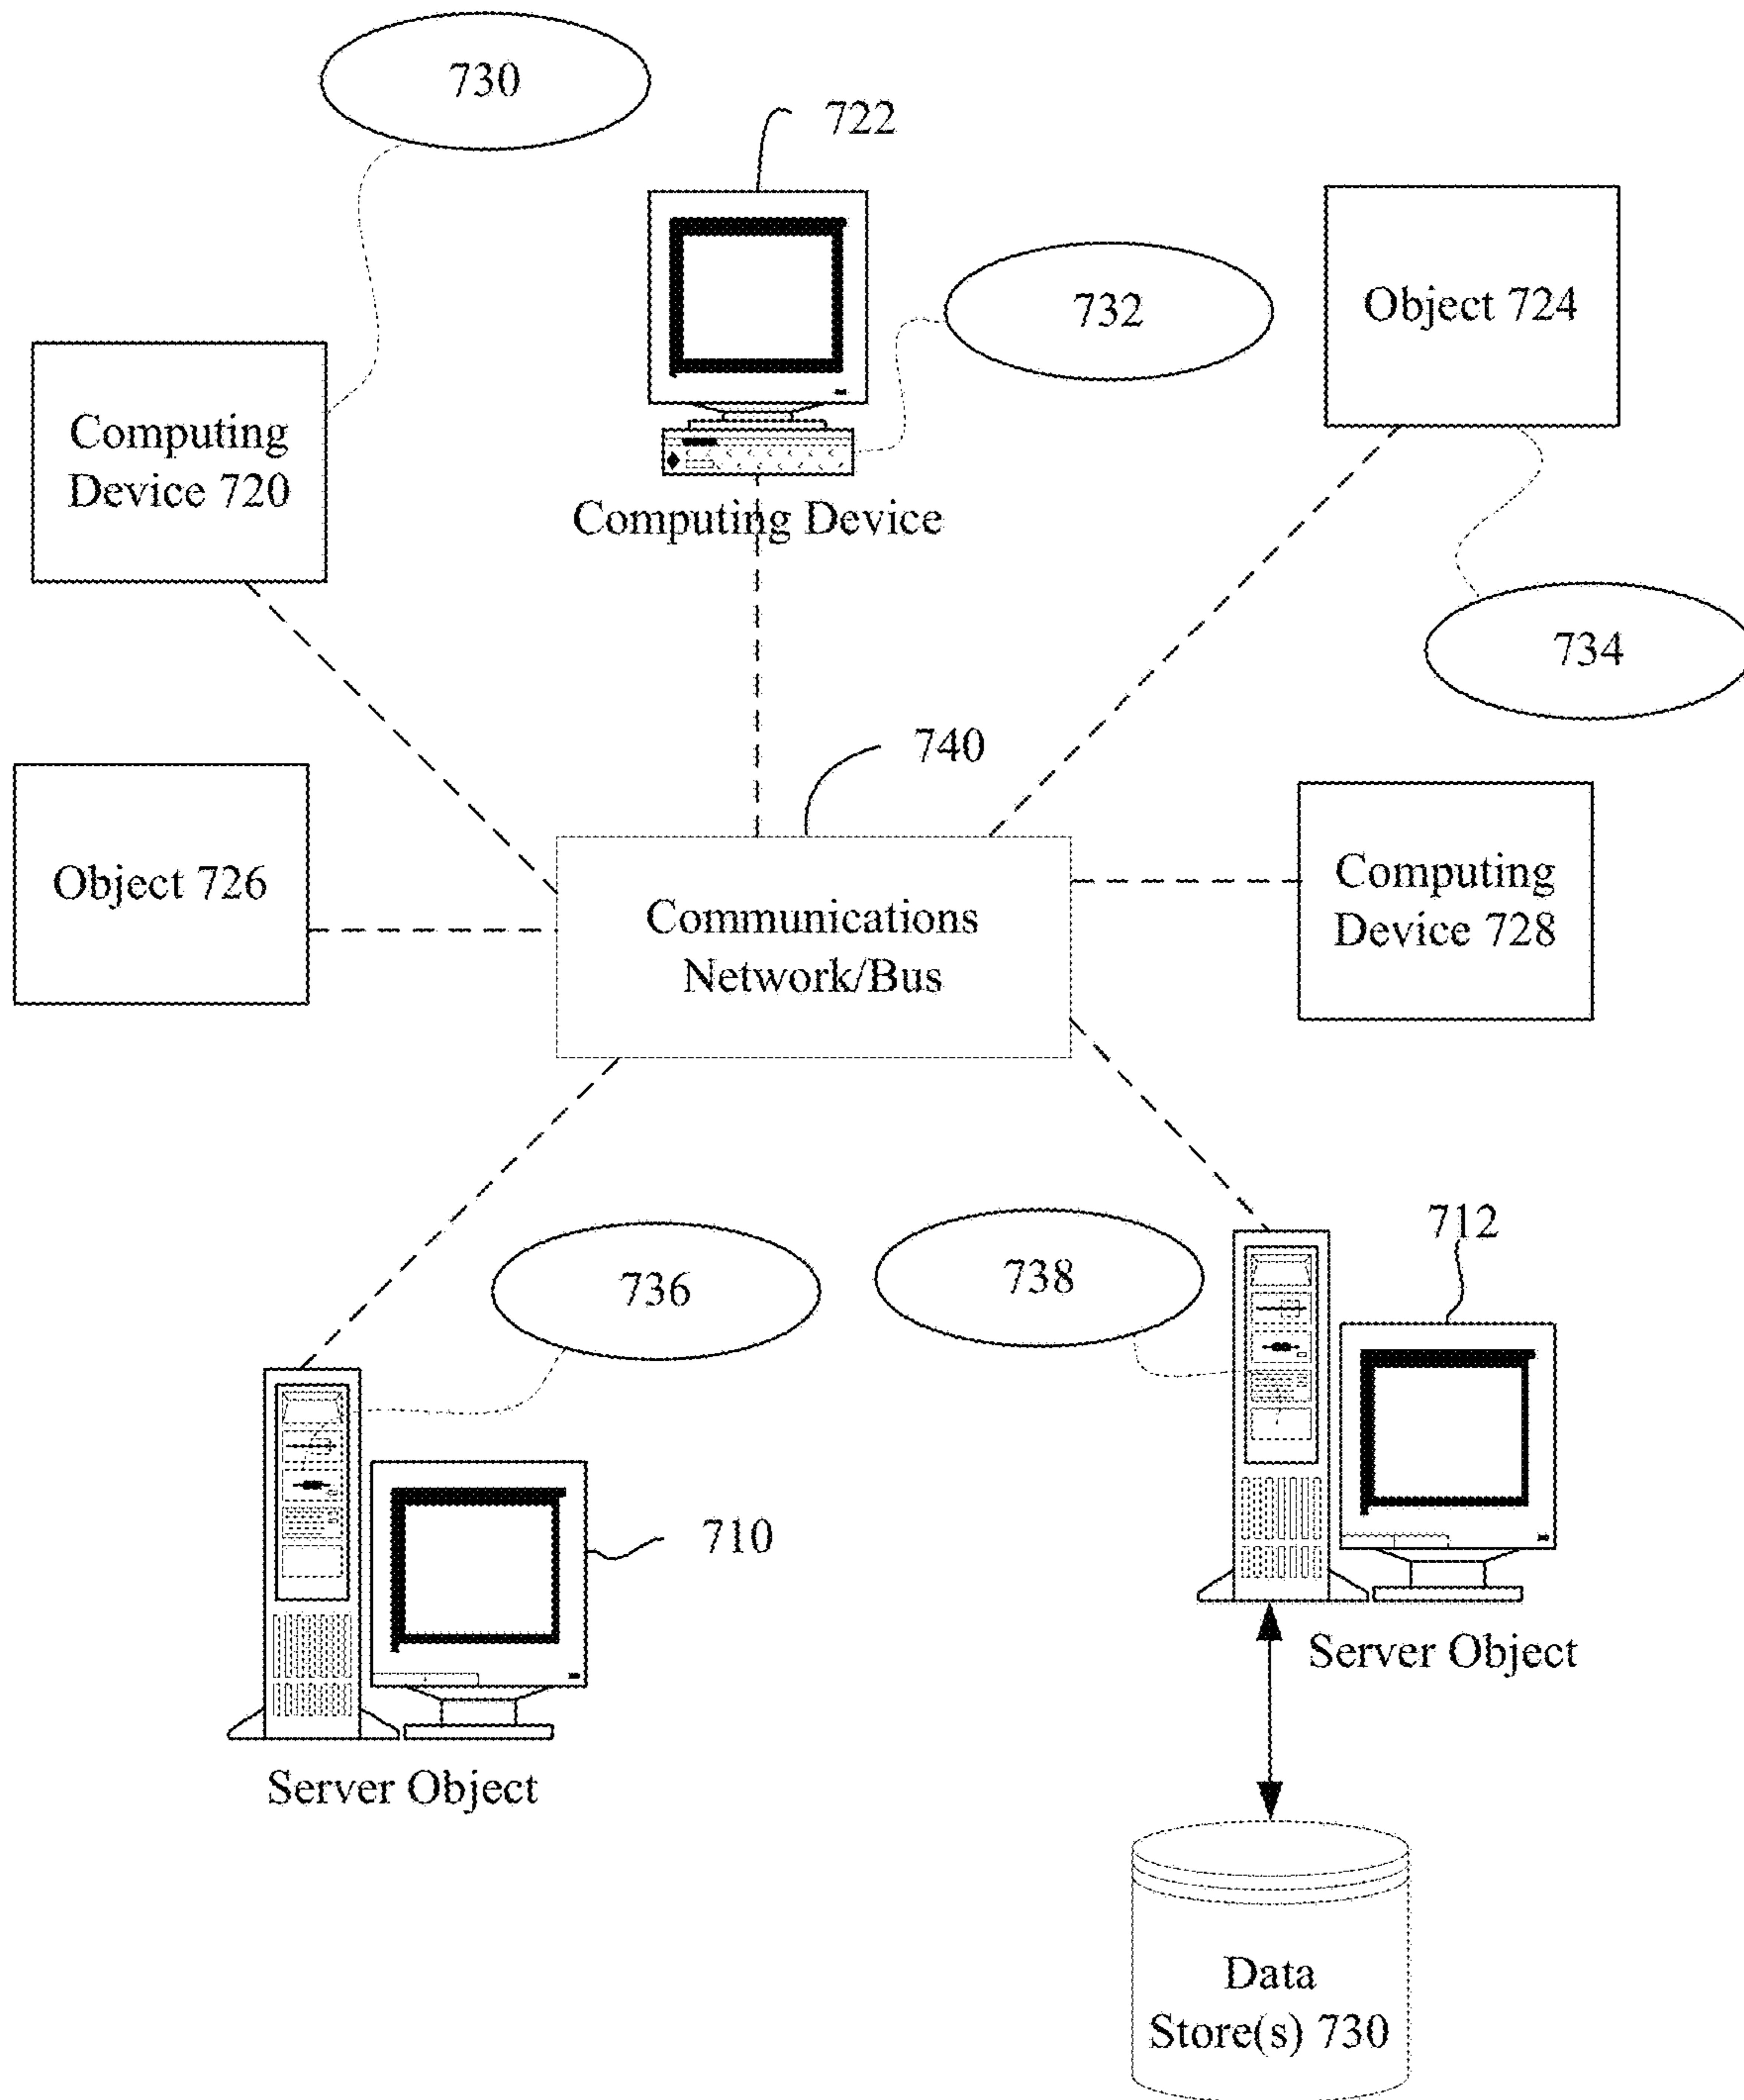 730
722
732
Object 724
Computing
Device 720
Computing Device
734
740
Object 726
Communications
Network/Bus
Computing
Device 728
736
738
712
710
Server Object
Server Object
Data
Store(s) 730